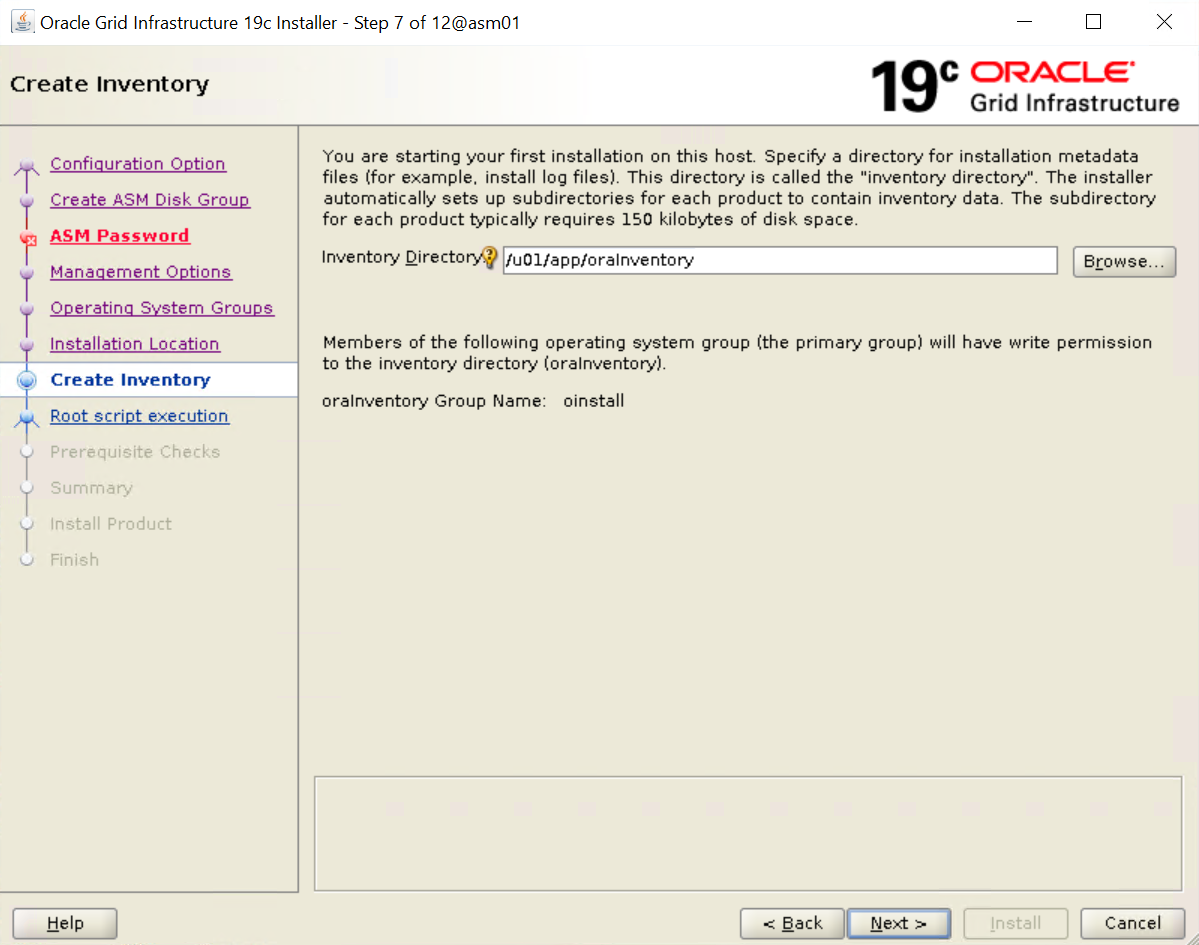 Oracle Grid Infrastructure 19c Installer - Step 7 of 12@asm01
Create Inventory
19c ORACLE
Grid Infrastructure
Configuration Option
Create ASM Disk Group
ASM Password
Management Options
Operating System Groups
Installation Location
Create Inventory
Root script execution
Prerequisite Checks
Summary
Install Product
Finish
You are starting your first installation on this host. Specify a directory for installation metadata
files (for example, install log files). This directory is called the "inventory directory". The installer
automatically sets up subdirectories for each product to contain inventory data. The subdirectory
for each product typically requires 150 kilobytes of disk space.
Inventory Directory: /u01/app/oraInventory Browse...
Members of the following operating system group (the primary group) will have write permission
to the inventory directory (oraInventory).
oraInventory Group Name: oinstall
Help < Back Next > Install Cancel